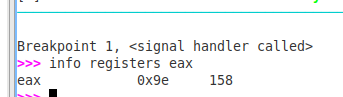 Breakpoint 1, <signal handler called>
>>> info registers eax
eax 0x9e 158
>>>